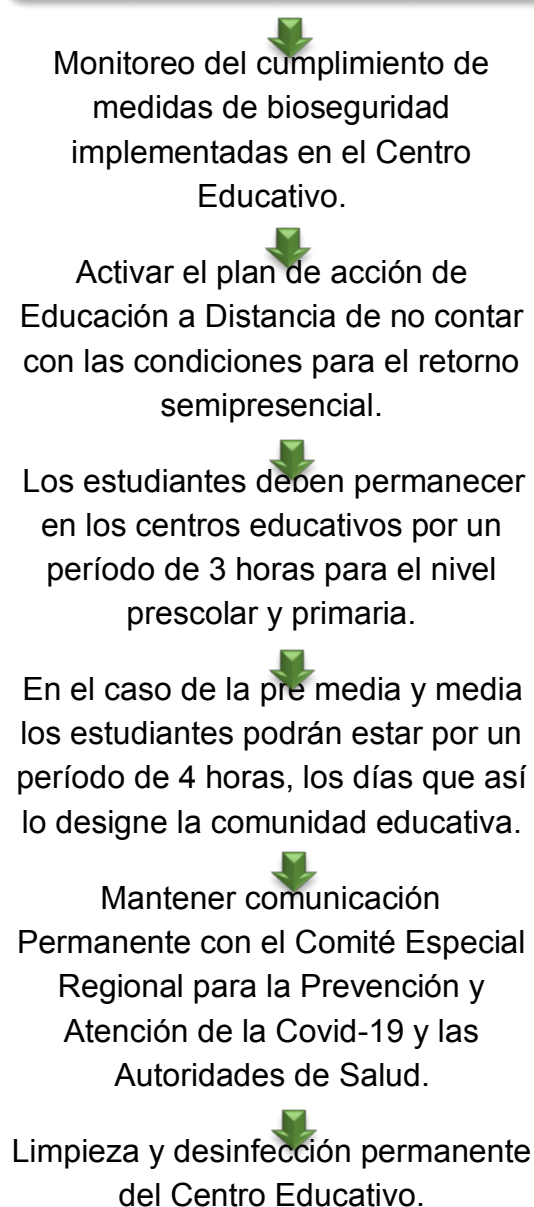 Monitoreo del cumplimiento de
medidas de bioseguridad
implementadas en el Centro
Educativo.
Activar el plan de acción de
Educación a Distancia de no contar
con las condiciones para el retorno
semipresencial.
Los estudiantes deben permanecer
en los centros educativos por un
período de 3 horas para el nivel
prescolar y primaria.
En el caso de la pre media y media
los estudiantes podrán estar por un
período de 4 horas, los días que así
lo designe la comunidad educativa.
Mantener comunicación
Permanente con el Comité Especial
Regional para la Prevención y
Atención de la Covid-19 y las
Autoridades de Salud.
Limpieza y desinfección permanente
del Centro Educativo.